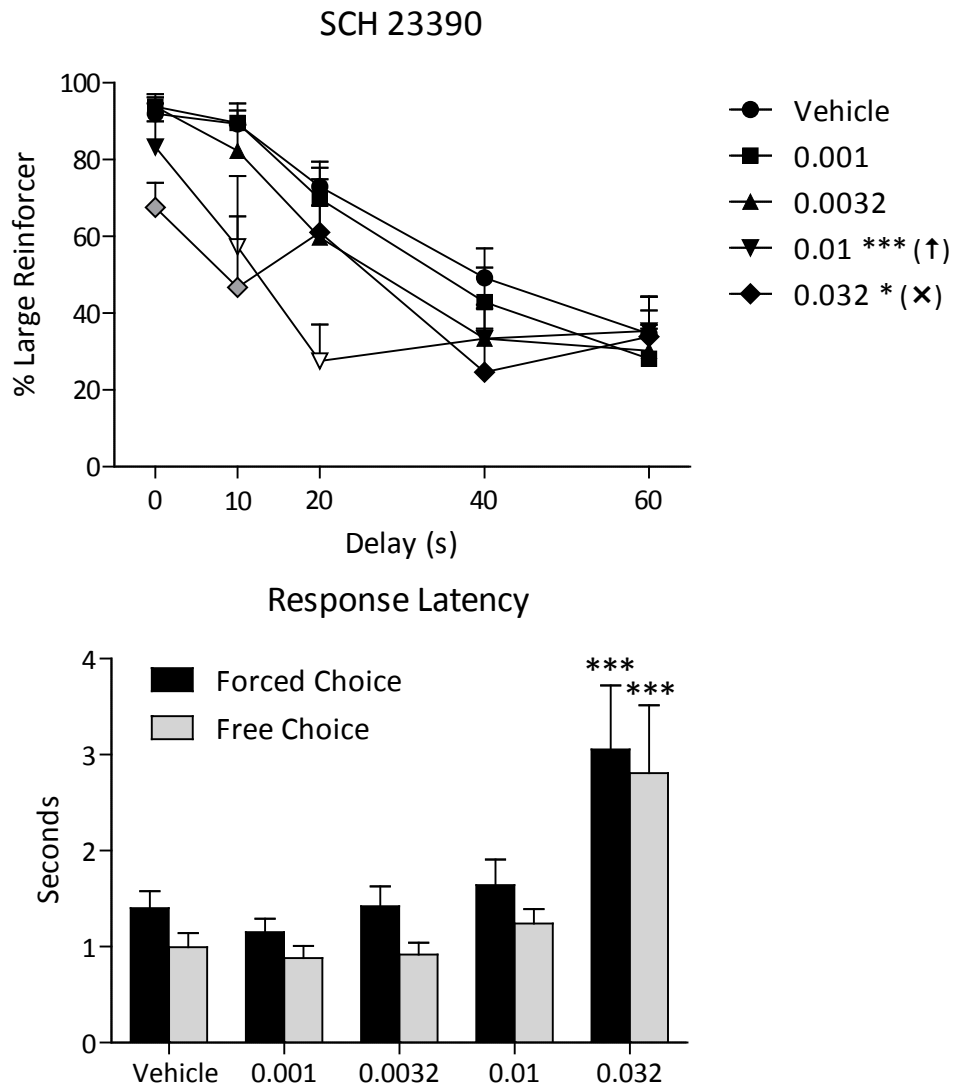 SCH 23390
100
80
60
40
20
0
% Large Reinforcer
0 10 20 40 60
Delay (s)
Vehicle
0.001
0.0032
0.01 *** (↑)
0.032 * (×)
Response Latency
4
3
2
1
0
Seconds
Forced Choice
Free Choice
***
***
Vehicle 0.001 0.0032 0.01 0.032